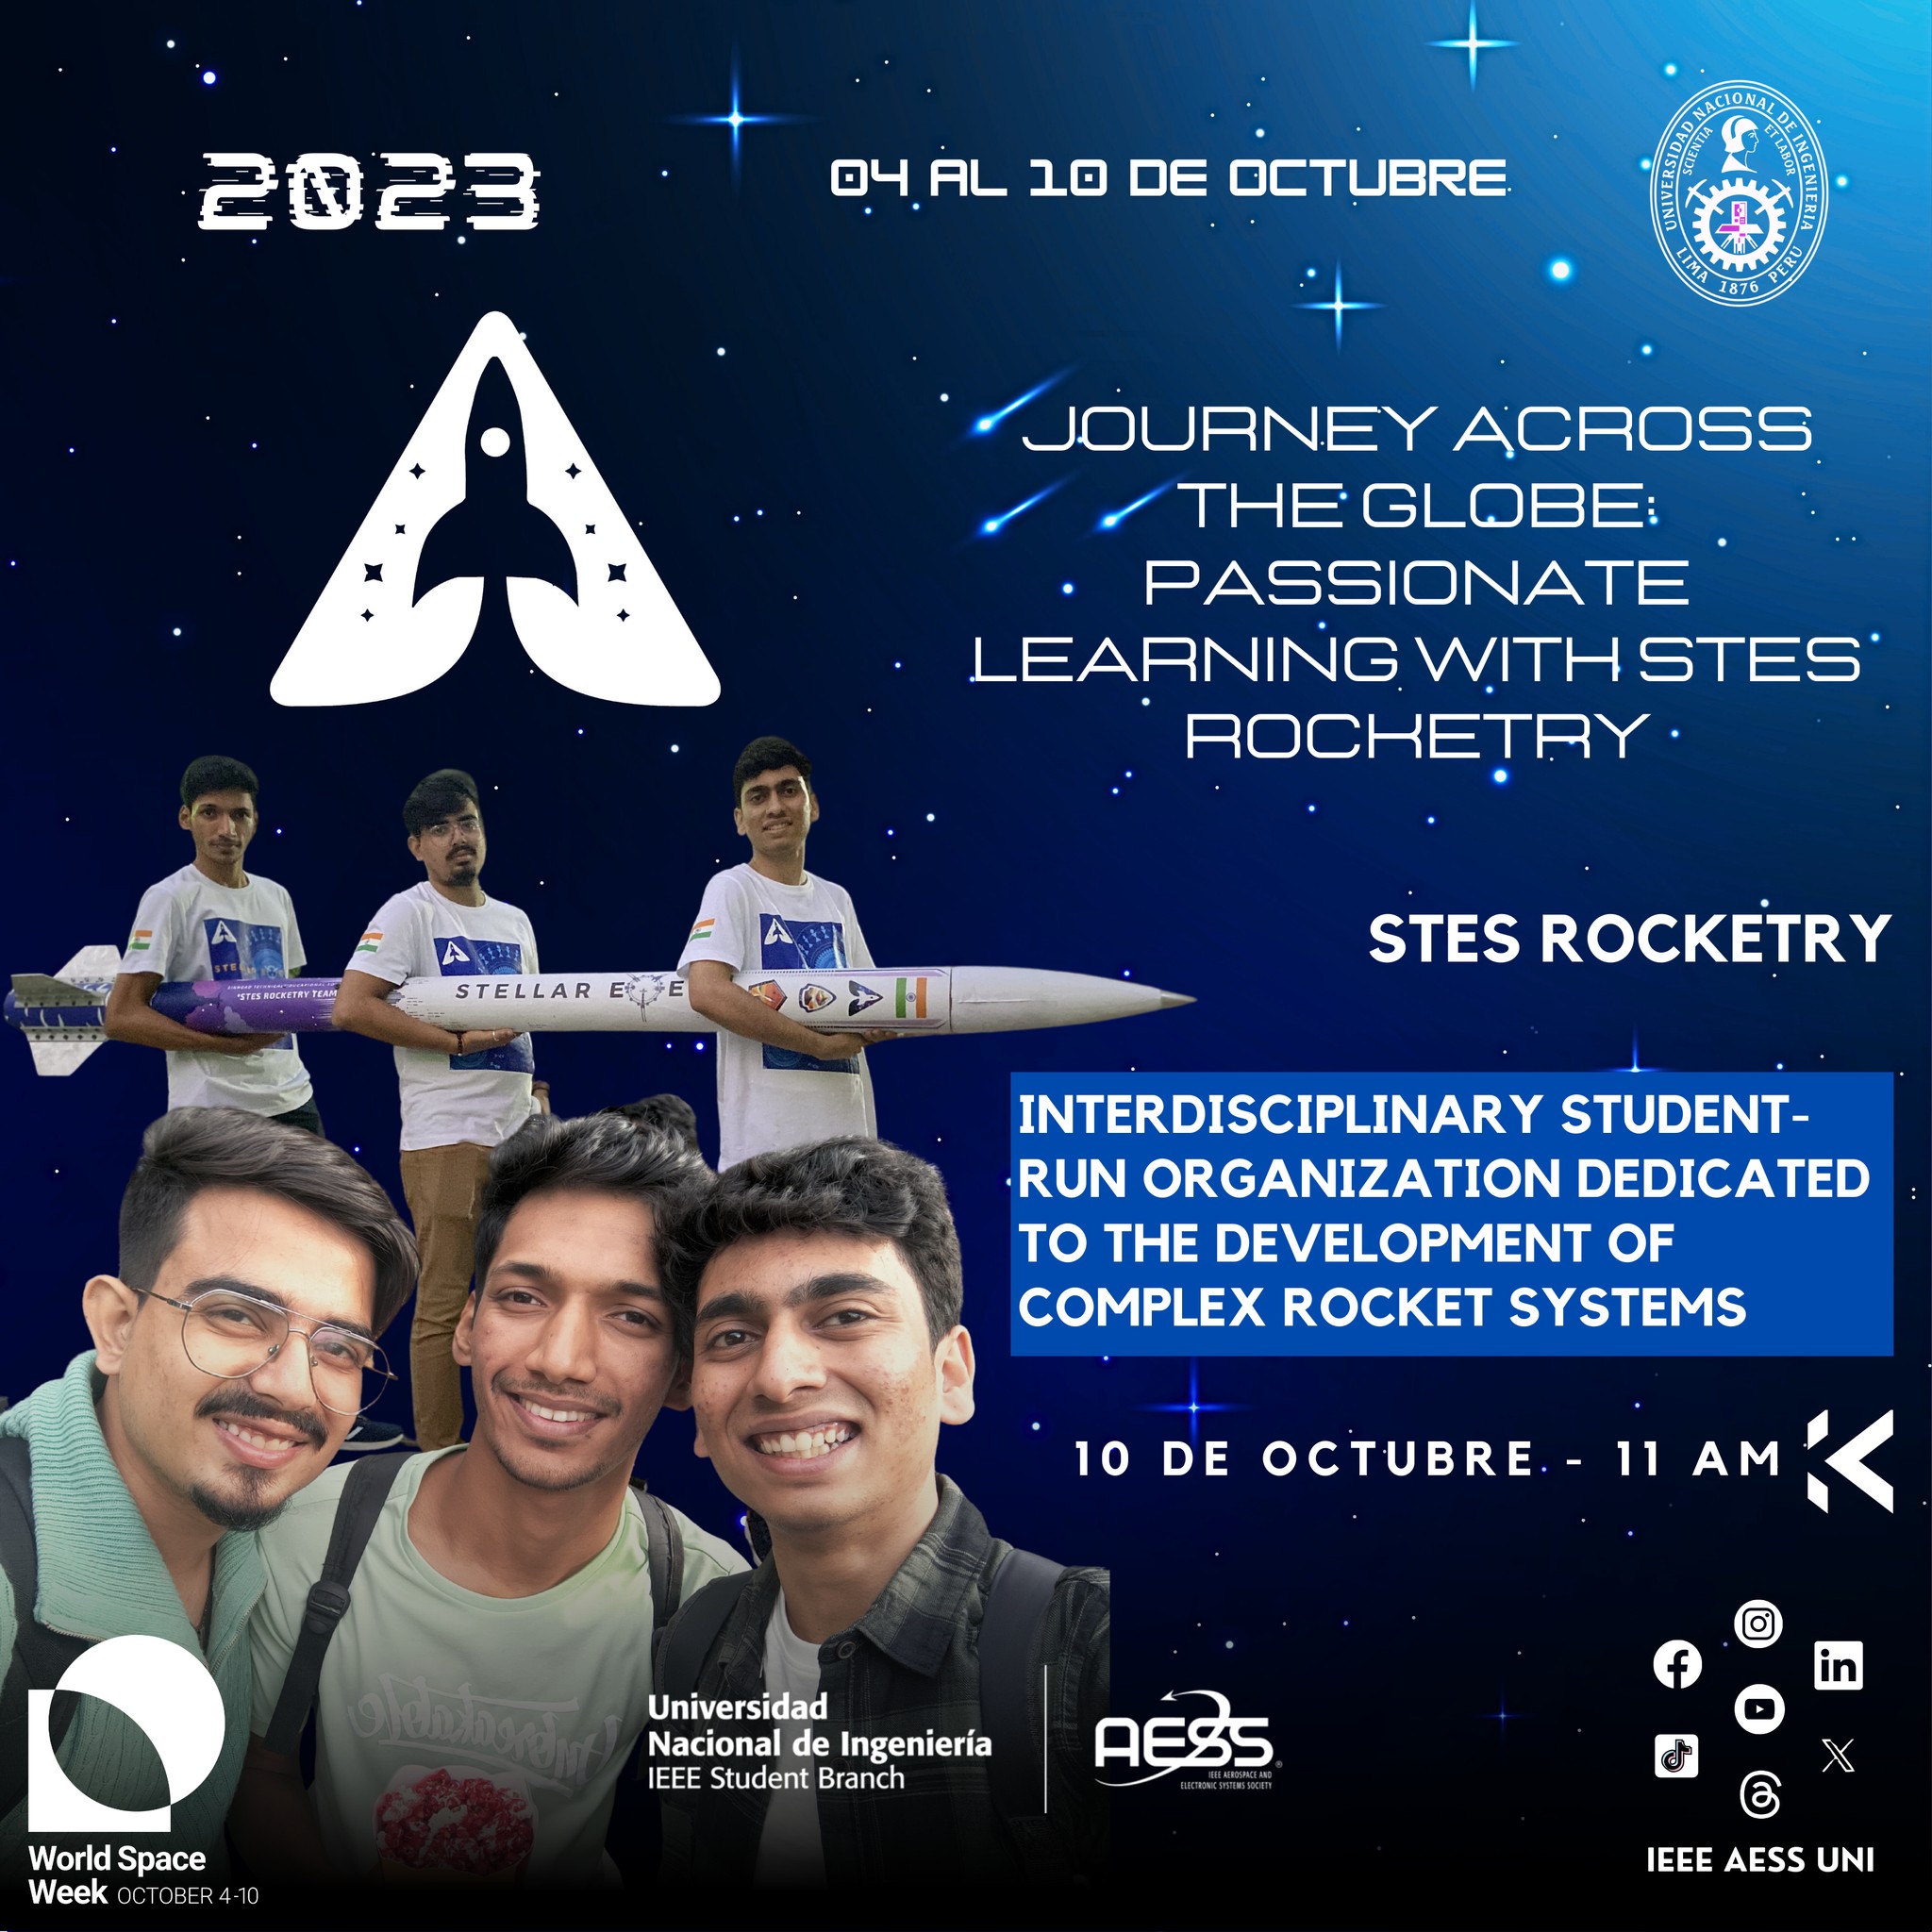 2023
04 AL 10 DE OCTUBRE
UNIVERSIDAD NACIONAL DE INGENIERIA
SCIENTIA ET LABOR
LIMA 1876 PERU
JOURNEY ACROSS
THE GLOBE:
PASSIONATE
LEARNING WITH STES
ROCKETRY
STES ROCKETRY
"STES ROCKETRY TEAM
STELLAR E E
INTERDISCIPLINARY STUDENT-
RUN ORGANIZATION DEDICATED
TO THE DEVELOPMENT OF
COMPLEX ROCKET SYSTEMS
10 DE OCTUBRE - 11 AM
Unbreakable
Universidad
Nacional de Ingeniería
IEEE Student Branch
AESS
IEEE AEROSPACE AND
ELECTRONIC SYSTEMS SOCIETY
in
IEEE AESS UNI
World Space
Week OCTOBER 4-10